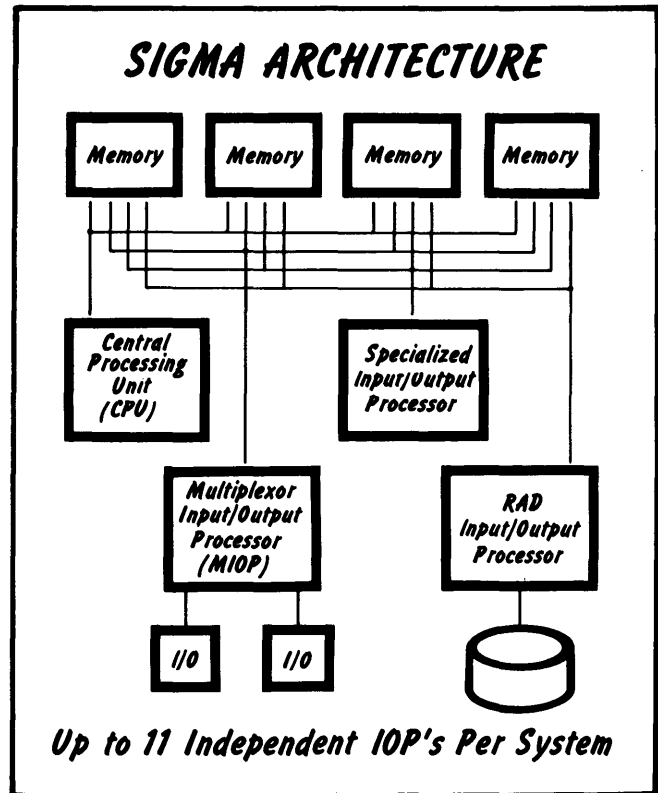 SIGMA ARCHITECTURE
Memory
Memory
Memory
Memory
Central
Processing
Unit
(CPU)
Specialized
Inpur/Output
Processor
Multiplexor
Input/Output
Processor
(MIOP)
RAD
Input/Output
Processor
I/O
I/O
Up to 11 Independent IOP's Per System